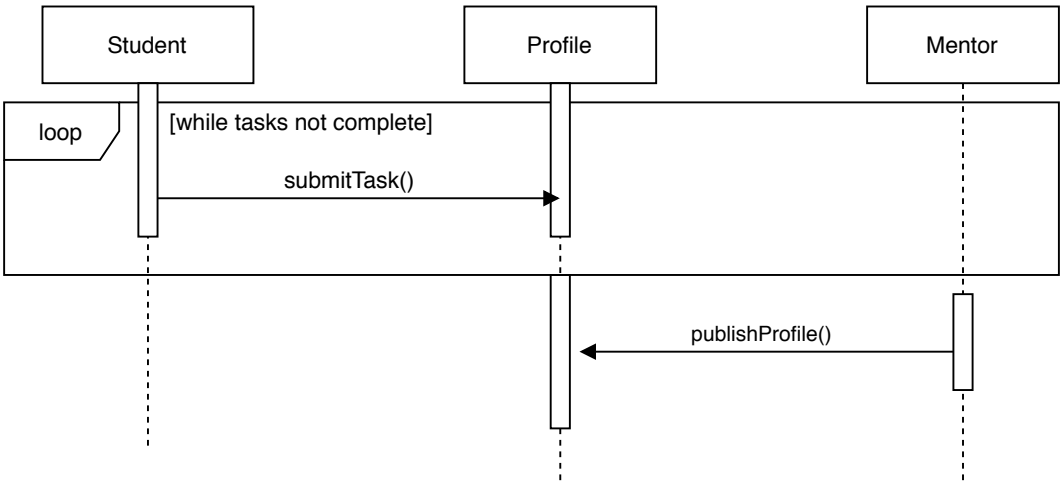 Student
Profile
Mentor
loop
[while tasks not complete]
submitTask()
publishProfile()